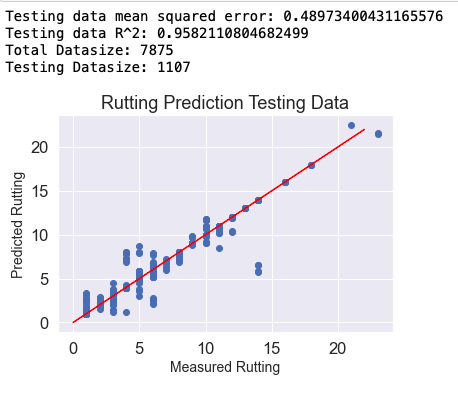 Testing data mean squared error: 0.48973400431165576
Testing data R^2: 0.9582110804682499
Total Datasize: 7875
Testing Datasize: 1107
Rutting Prediction Testing Data
20
15
10
5
0
Predicted Rutting
0 5 10 15 20
Measured Rutting